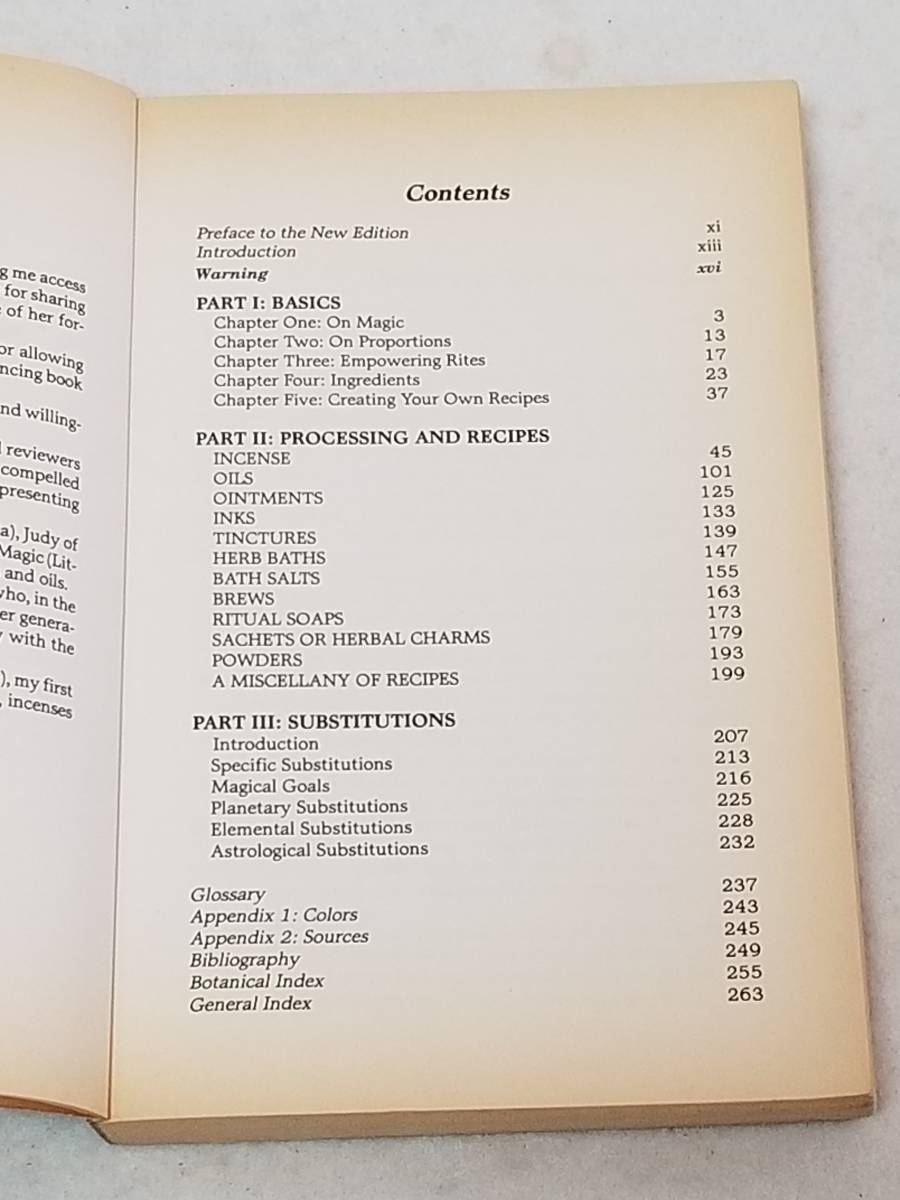 g me access
for sharing
of her for-
or allowing
ncing book
nd willing-
reviewers
compelled
presenting
a), Judy of
Magic (Lit-
and oils.
who, in the
er genera-
with the
), my first
, incenses
Contents
Preface to the New Edition xi
Introduction xiii
Warning xvi
PART I: BASICS
Chapter One: On Magic 3
Chapter Two: On Proportions 13
Chapter Three: Empowering Rites 17
Chapter Four: Ingredients 23
Chapter Five: Creating Your Own Recipes 37
PART II: PROCESSING AND RECIPES
INCENSE 45
OILS 101
OINTMENTS 125
INKS 133
TINCTURES 139
HERB BATHS 147
BATH SALTS 155
BREWS 163
RITUAL SOAPS 173
SACHETS OR HERBAL CHARMS 179
POWDERS 193
A MISCELLANY OF RECIPES 199
PART III: SUBSTITUTIONS
Introduction 207
Specific Substitutions 213
Magical Goals 216
Planetary Substitutions 225
Elemental Substitutions 228
Astrological Substitutions 232
Glossary 237
Appendix 1: Colors 243
Appendix 2: Sources 245
Bibliography 249
Botanical Index 255
General Index 263